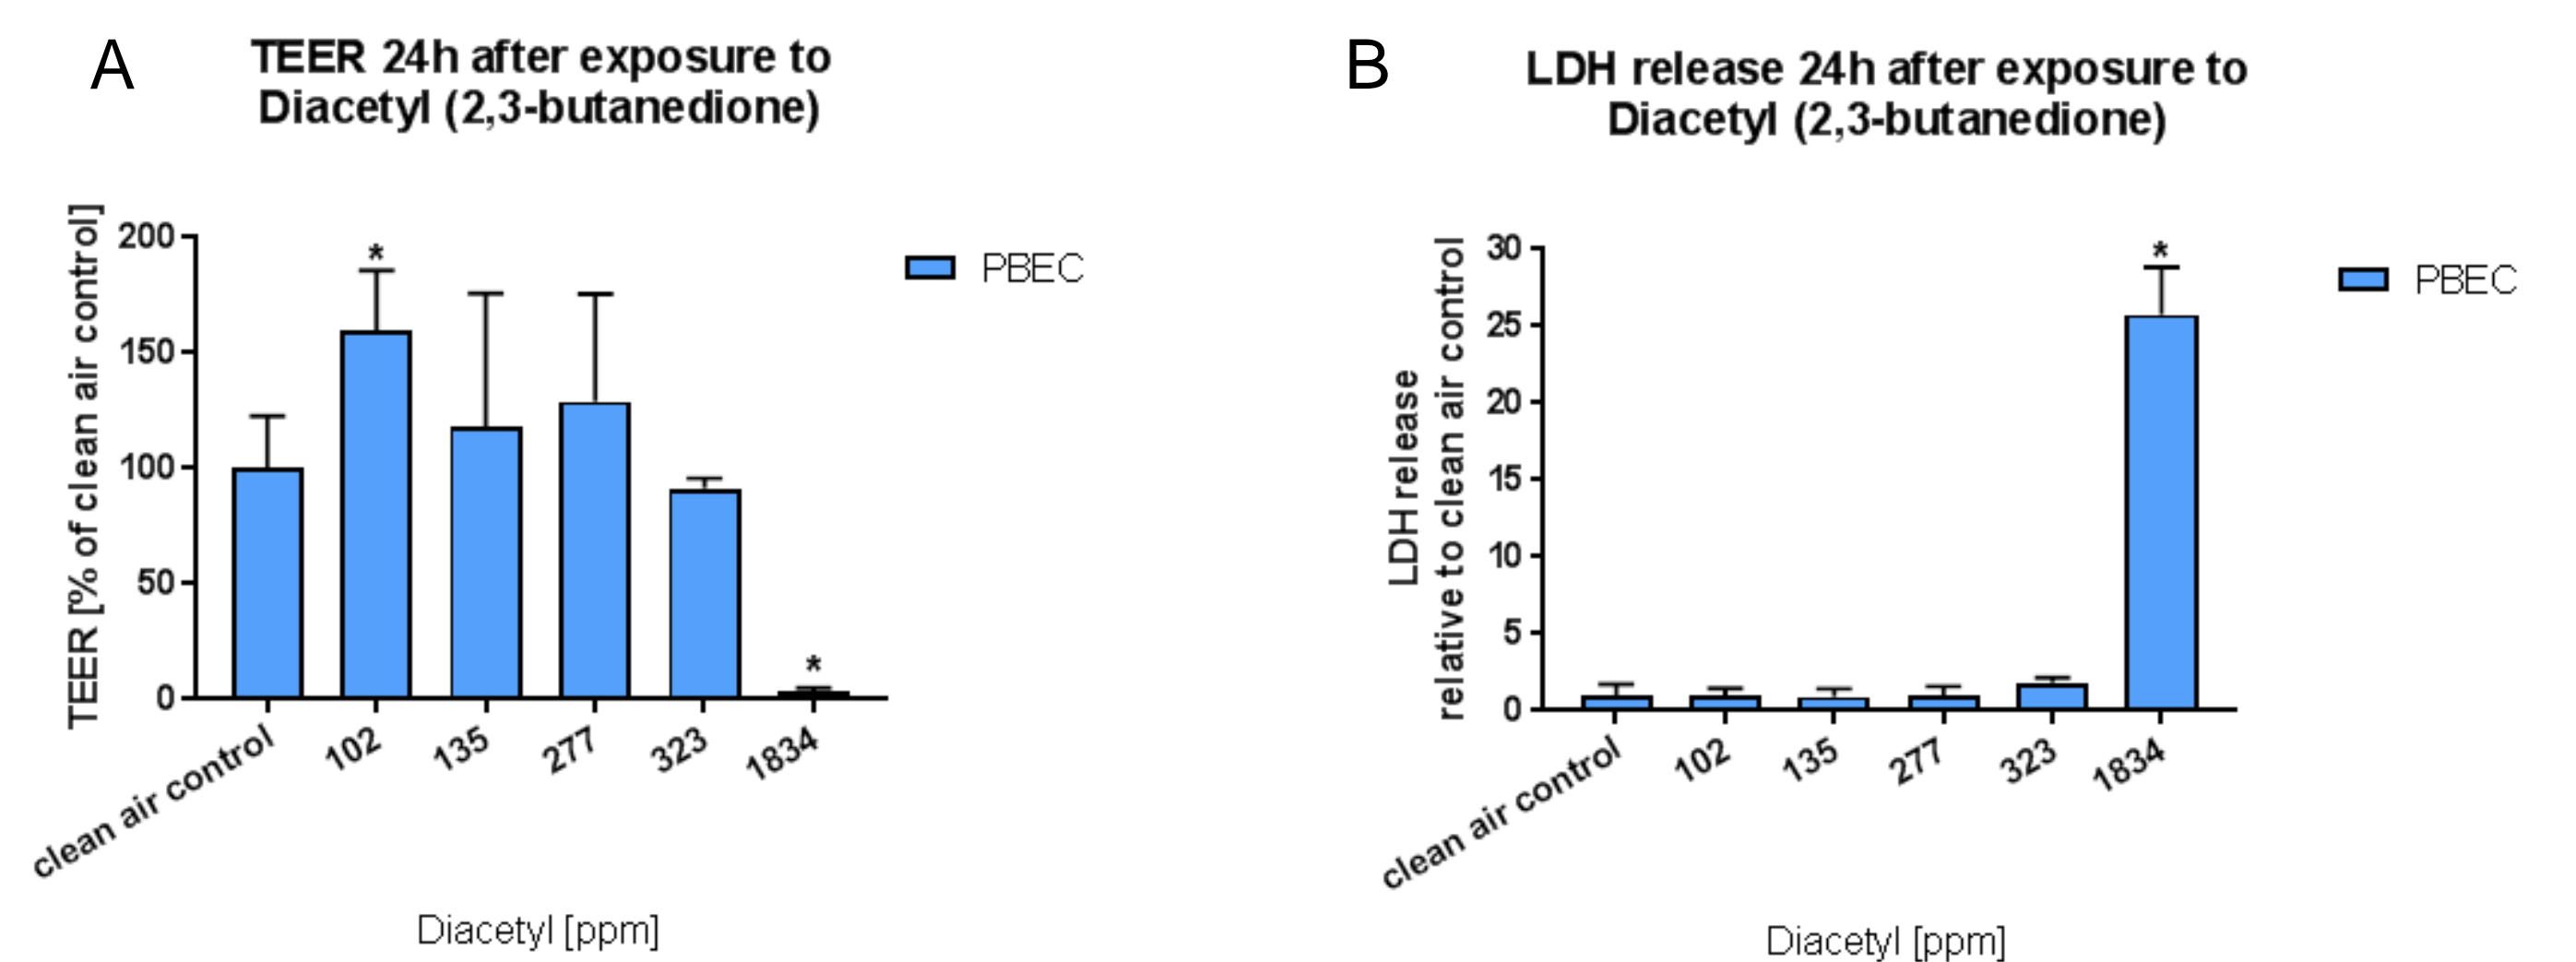 A
TEER 24h after exposure to
Diacetyl (2,3-butanedione)
TEER [% of clean air control]
200
150
100
50
0
*
*
PBEC
clean air control
102
135
277
323
1834
Diacetyl [ppm]
B
LDH release 24h after exposure to
Diacetyl (2,3-butanedione)
LDH release
relative to clean air control
30
25
20
15
10
5
0
*
PBEC
clean air control
102
135
277
323
1834
Diacetyl [ppm]